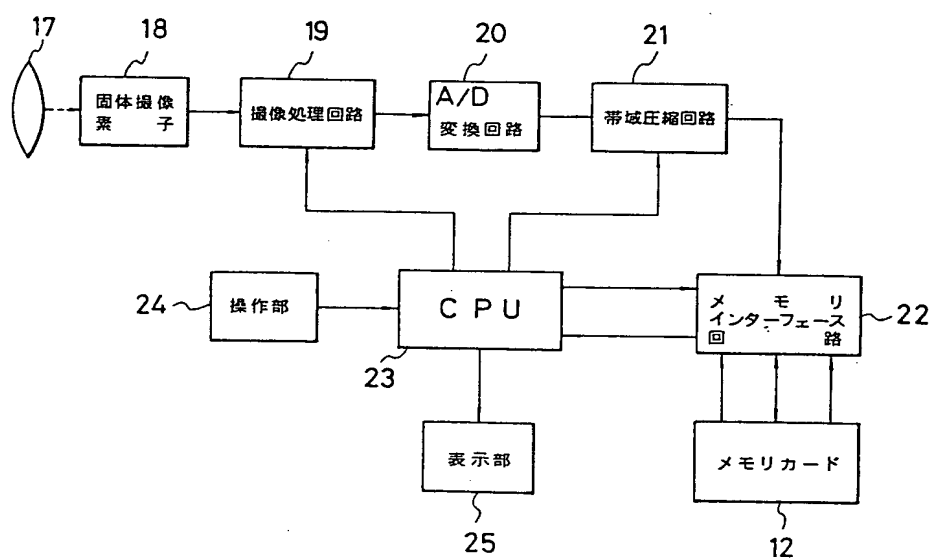 17
18
19
20
21
固体撮像
素子
撮像処理回路
A/D
変換回路
帯域圧縮回路
24
操作部
CPU
23
メモリ
インターフェース
回路
22
表示部
25
メモリカード
12